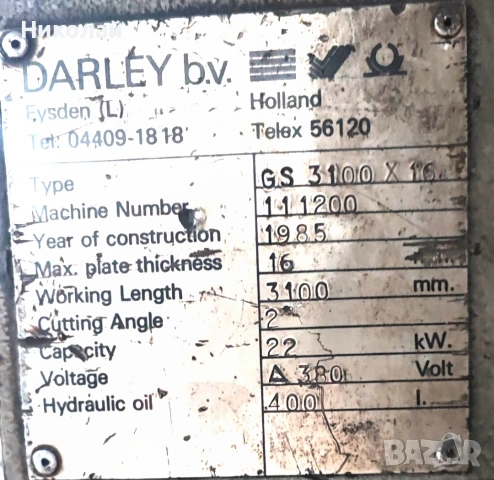 Николай
DARLEY b.v.
Eysden (L) Holland
Tel: 04409-1818 Telex 56120
Type GS 3100 X 16
Machine Number 111200
Year of construction 1985
Max. plate thickness 16
Working Length 3100 mm.
Cutting Angle 2
Capacity 22 kW.
Voltage Δ 380 Volt
Hydraulic oil 400 l.
BAZAR
bg